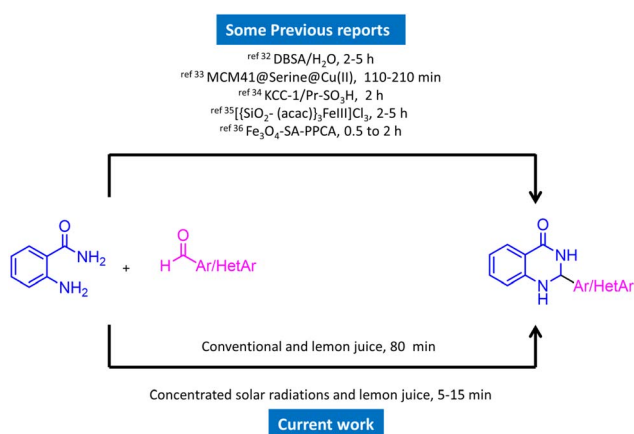 Some Previous reports
ref 32 DBSA/H₂O, 2-5 h
ref 33 MCM41@Serine@Cu(II), 110-210 min
ref 34 KCC-1/Pr-SO₃H, 2 h
ref 35[{SiO₂- (acac)}₃FeIII]Cl₃, 2-5 h
ref 36 Fe₃O₄-SA-PPCA, 0.5 to 2 h
O
NH₂
NH₂
+
O
H
Ar/HetAr
O
NH
N
H
Ar/HetAr
Conventional and lemon juice, 80 min
Concentrated solar radiations and lemon juice, 5-15 min
Current work